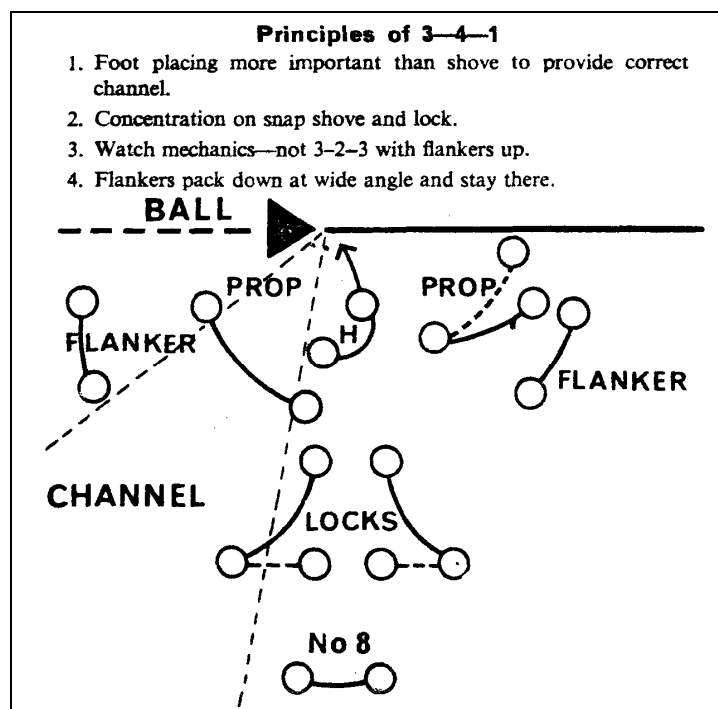 Principles of 3—4—1
1. Foot placing more important than shove to provide correct
channel.
2. Concentration on snap shove and lock.
3. Watch mechanics—not 3–2–3 with flankers up.
4. Flankers pack down at wide angle and stay there.
BALL
PROP
PROP
H
FLANKER
FLANKER
CHANNEL
LOCKS
No 8